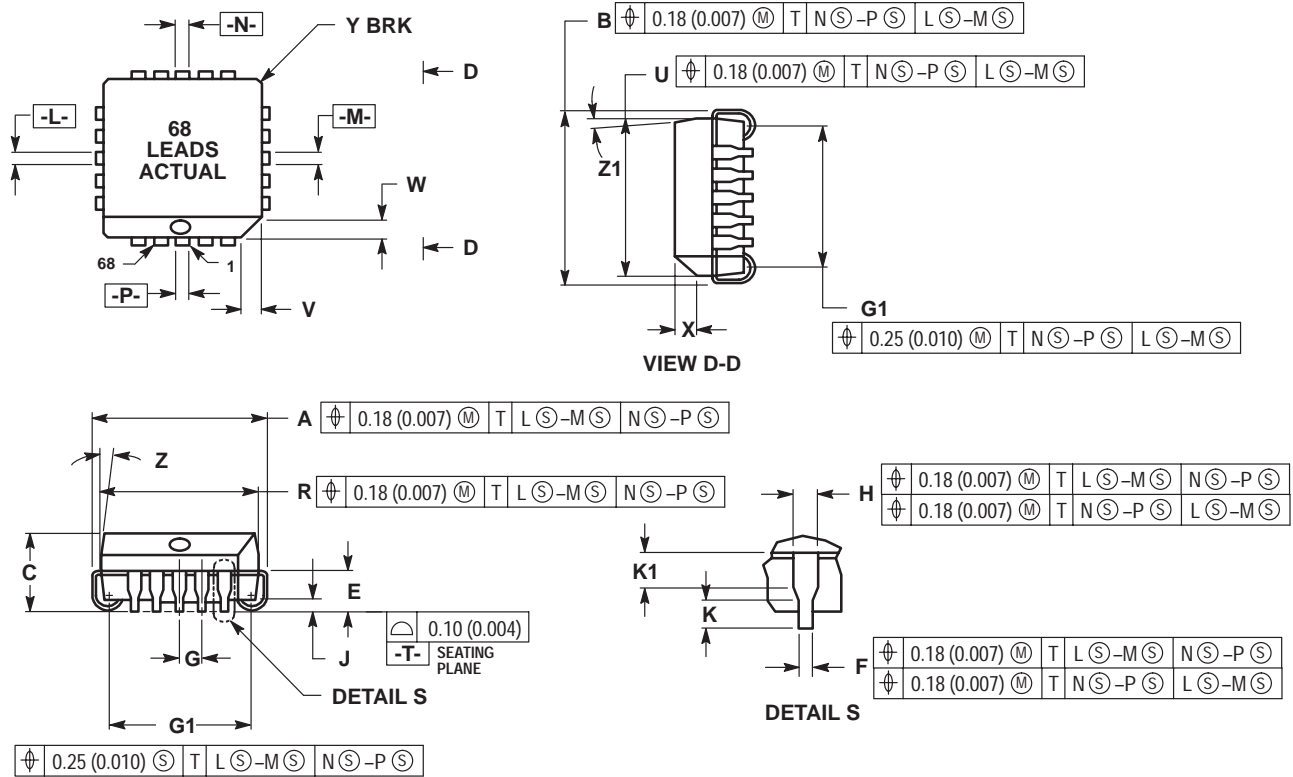 -N-
Y BRK
D
-L-
-M-
68
LEADS
ACTUAL
W
D
68
1
-P-
V
B ⌖ 0.18 (0.007) Ⓜ T N Ⓢ –P Ⓢ L Ⓢ –M Ⓢ
U ⌖ 0.18 (0.007) Ⓜ T N Ⓢ –P Ⓢ L Ⓢ –M Ⓢ
Z1
X
G1
⌖ 0.25 (0.010) Ⓜ T N Ⓢ –P Ⓢ L Ⓢ –M Ⓢ
VIEW D-D
A ⌖ 0.18 (0.007) Ⓜ T L Ⓢ –M Ⓢ N Ⓢ –P Ⓢ
Z
R ⌖ 0.18 (0.007) Ⓜ T L Ⓢ –M Ⓢ N Ⓢ –P Ⓢ
C
E
⌓ 0.10 (0.004)
-T- SEATING
PLANE
G
J
DETAIL S
G1
⌖ 0.25 (0.010) Ⓢ T L Ⓢ –M Ⓢ N Ⓢ –P Ⓢ
H ⌖ 0.18 (0.007) Ⓜ T L Ⓢ –M Ⓢ N Ⓢ –P Ⓢ
⌖ 0.18 (0.007) Ⓜ T N Ⓢ –P Ⓢ L Ⓢ –M Ⓢ
K1
K
F ⌖ 0.18 (0.007) Ⓜ T L Ⓢ –M Ⓢ N Ⓢ –P Ⓢ
⌖ 0.18 (0.007) Ⓜ T N Ⓢ –P Ⓢ L Ⓢ –M Ⓢ
DETAIL S